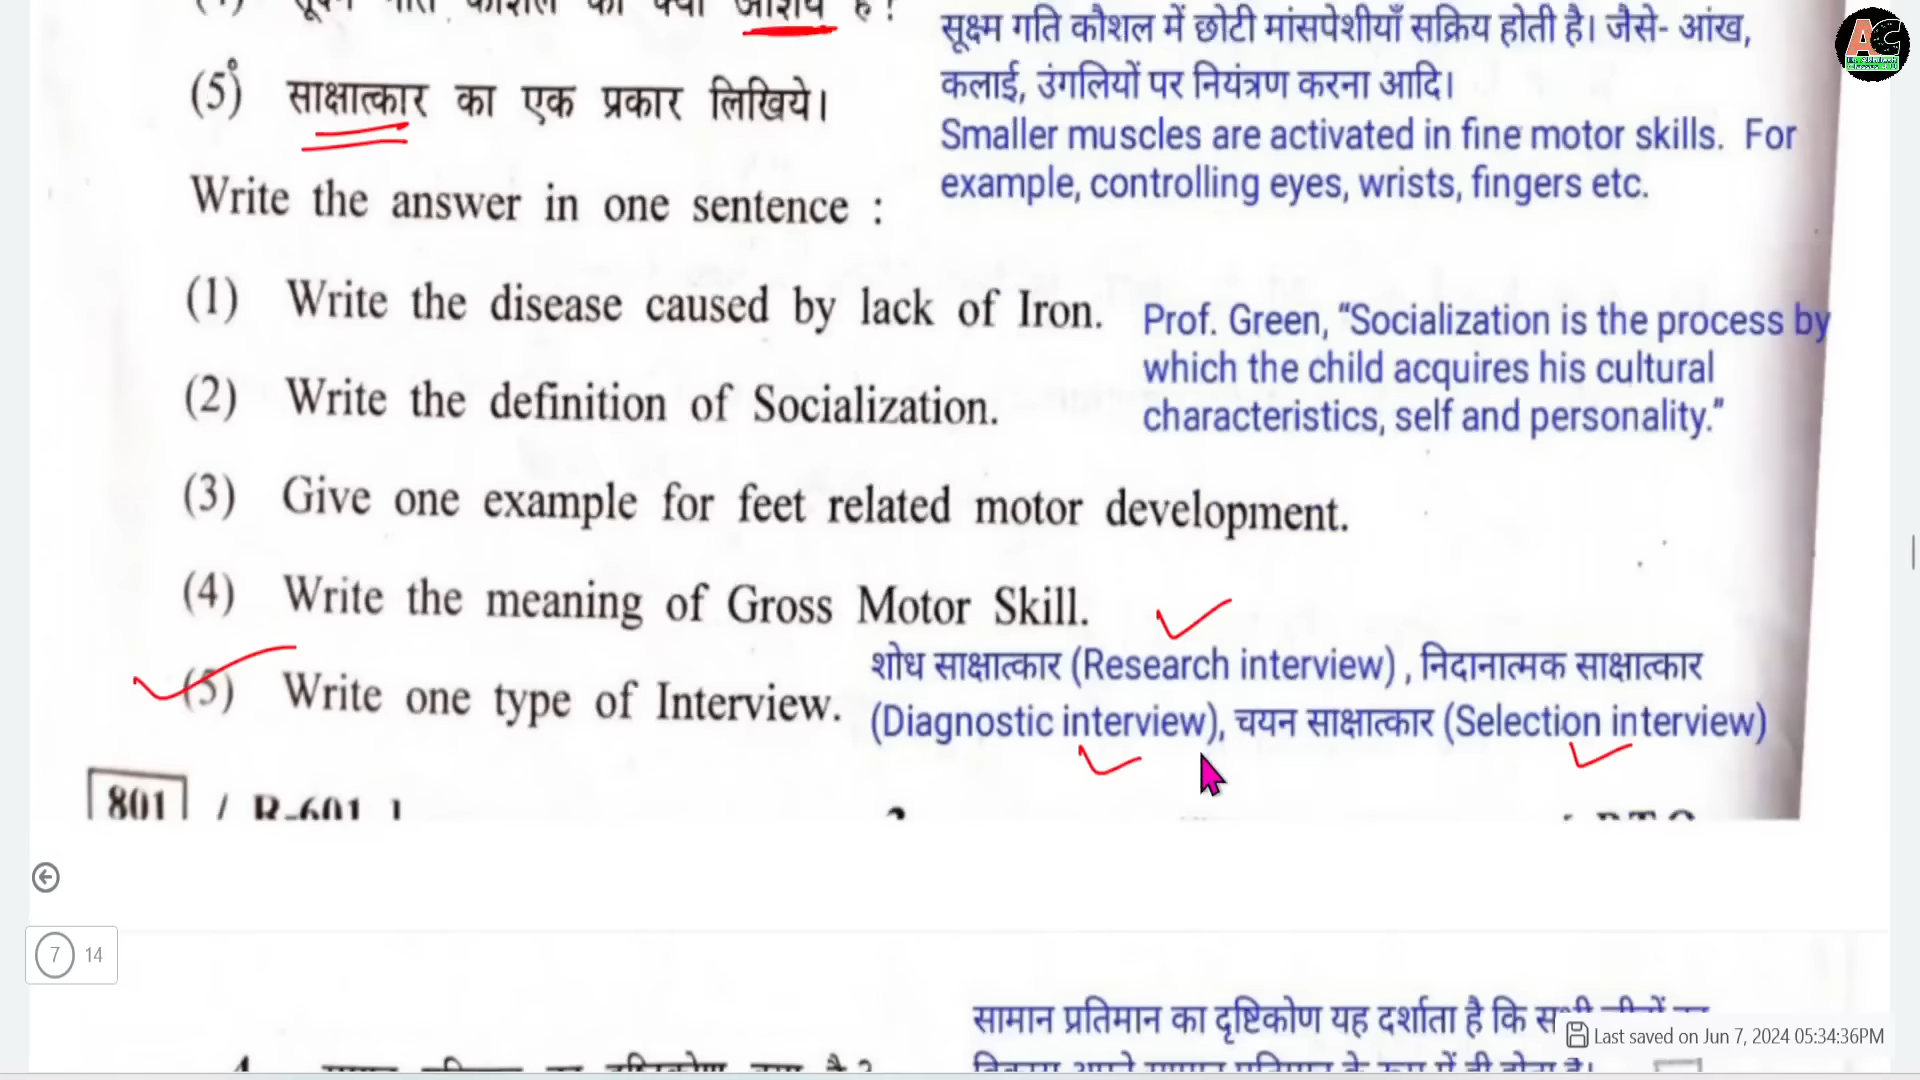 सूक्ष्म गति कौशल का क्या आशय है?
सूक्ष्म गति कौशल में छोटी मांसपेशीयाँ सक्रिय होती है। जैसे- आंख,
कलाई, उंगलियों पर नियंत्रण करना आदि।
(5) साक्षात्कार का एक प्रकार लिखिये।
Smaller muscles are activated in fine motor skills. For
example, controlling eyes, wrists, fingers etc.
Write the answer in one sentence :
(1) Write the disease caused by lack of Iron.
Prof. Green, “Socialization is the process by
which the child acquires his cultural
characteristics, self and personality.”
(2) Write the definition of Socialization.
(3) Give one example for feet related motor development.
(4) Write the meaning of Gross Motor Skill.
(5) Write one type of Interview.
शोध साक्षात्कार (Research interview) , निदानात्मक साक्षात्कार
(Diagnostic interview), चयन साक्षात्कार (Selection interview)
801 / R-601 ]
7 14
सामान प्रतिमान का दृष्टिकोण यह दर्शाता है कि
Last saved on Jun 7, 2024 05:34:36PM
AC